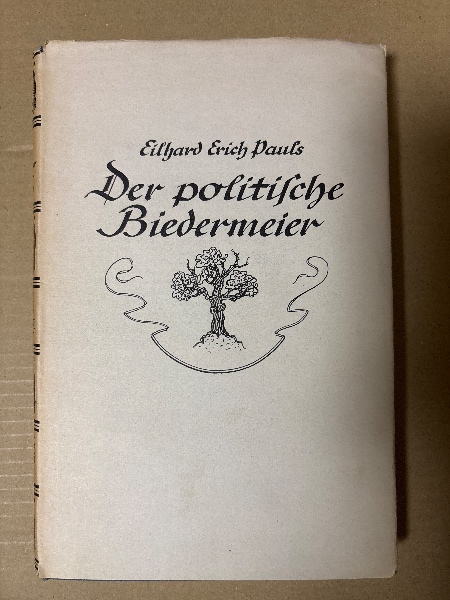 Eilhard Erich Pauls
Der politiſche
Biedermeier